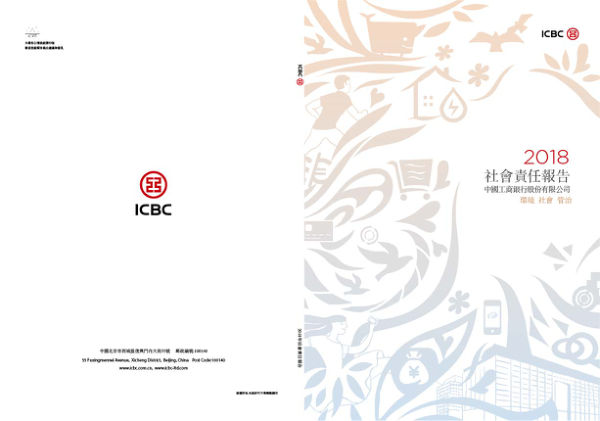 ICBC
中國北京市西城區復興門內大街55號 郵政編號:100140
55 Fuxingmennei Avenue, Xicheng District, Beijing, China Post Code:100140
www.icbc.com.cn, www.icbc-ltd.com
ICBC
2018
社會責任報告
中國工商銀行股份有限公司
環境 社會 管治